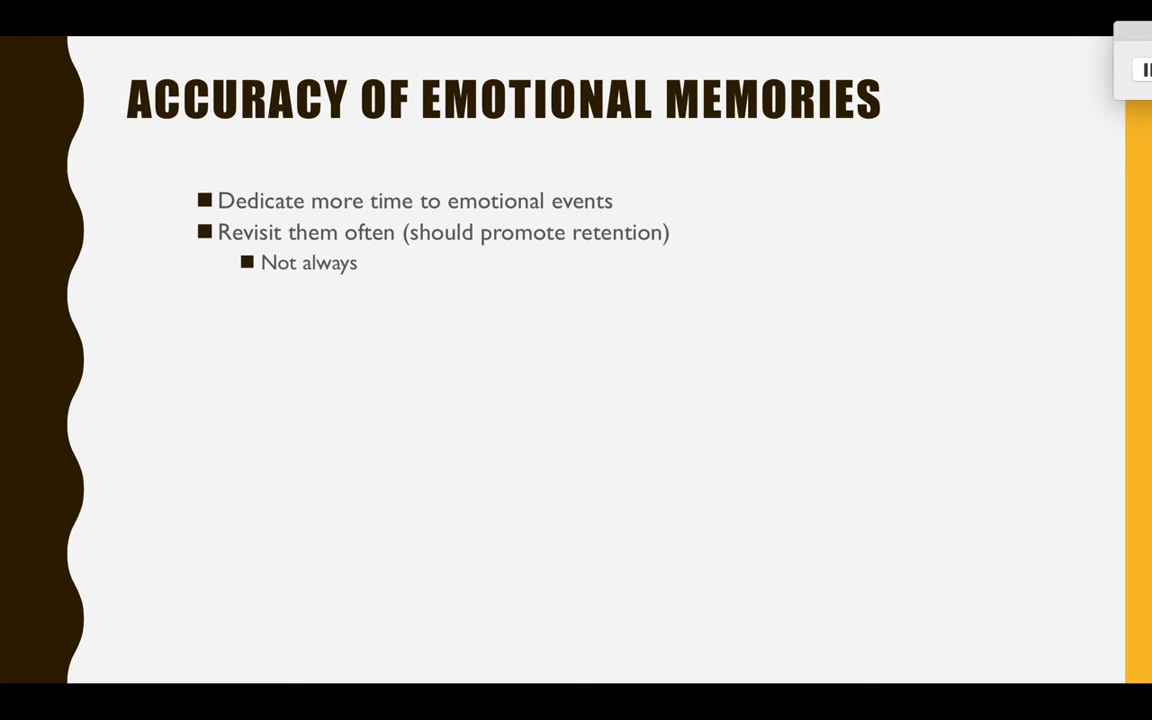 ACCURACY OF EMOTIONAL MEMORIES
Dedicate more time to emotional events
Revisit them often (should promote retention)
Not always